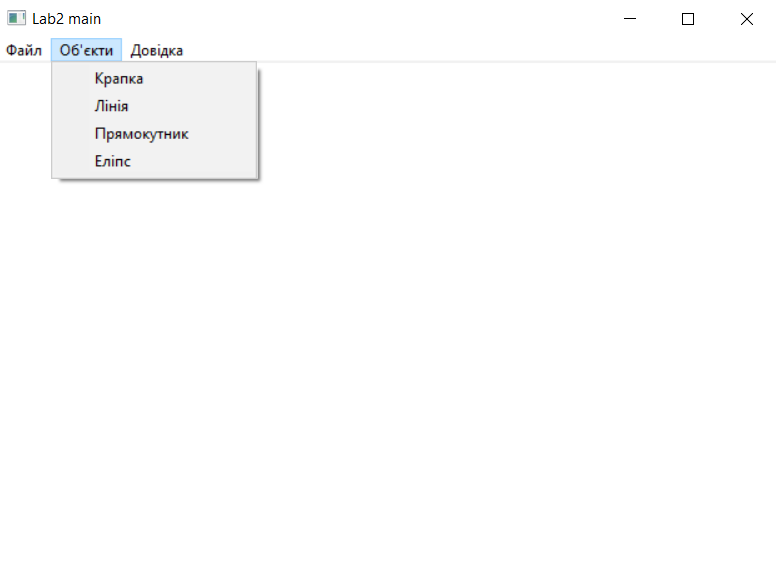 Lab2 main
Файл Об'єкти Довідка
Крапка
Лінія
Прямокутник
Еліпс